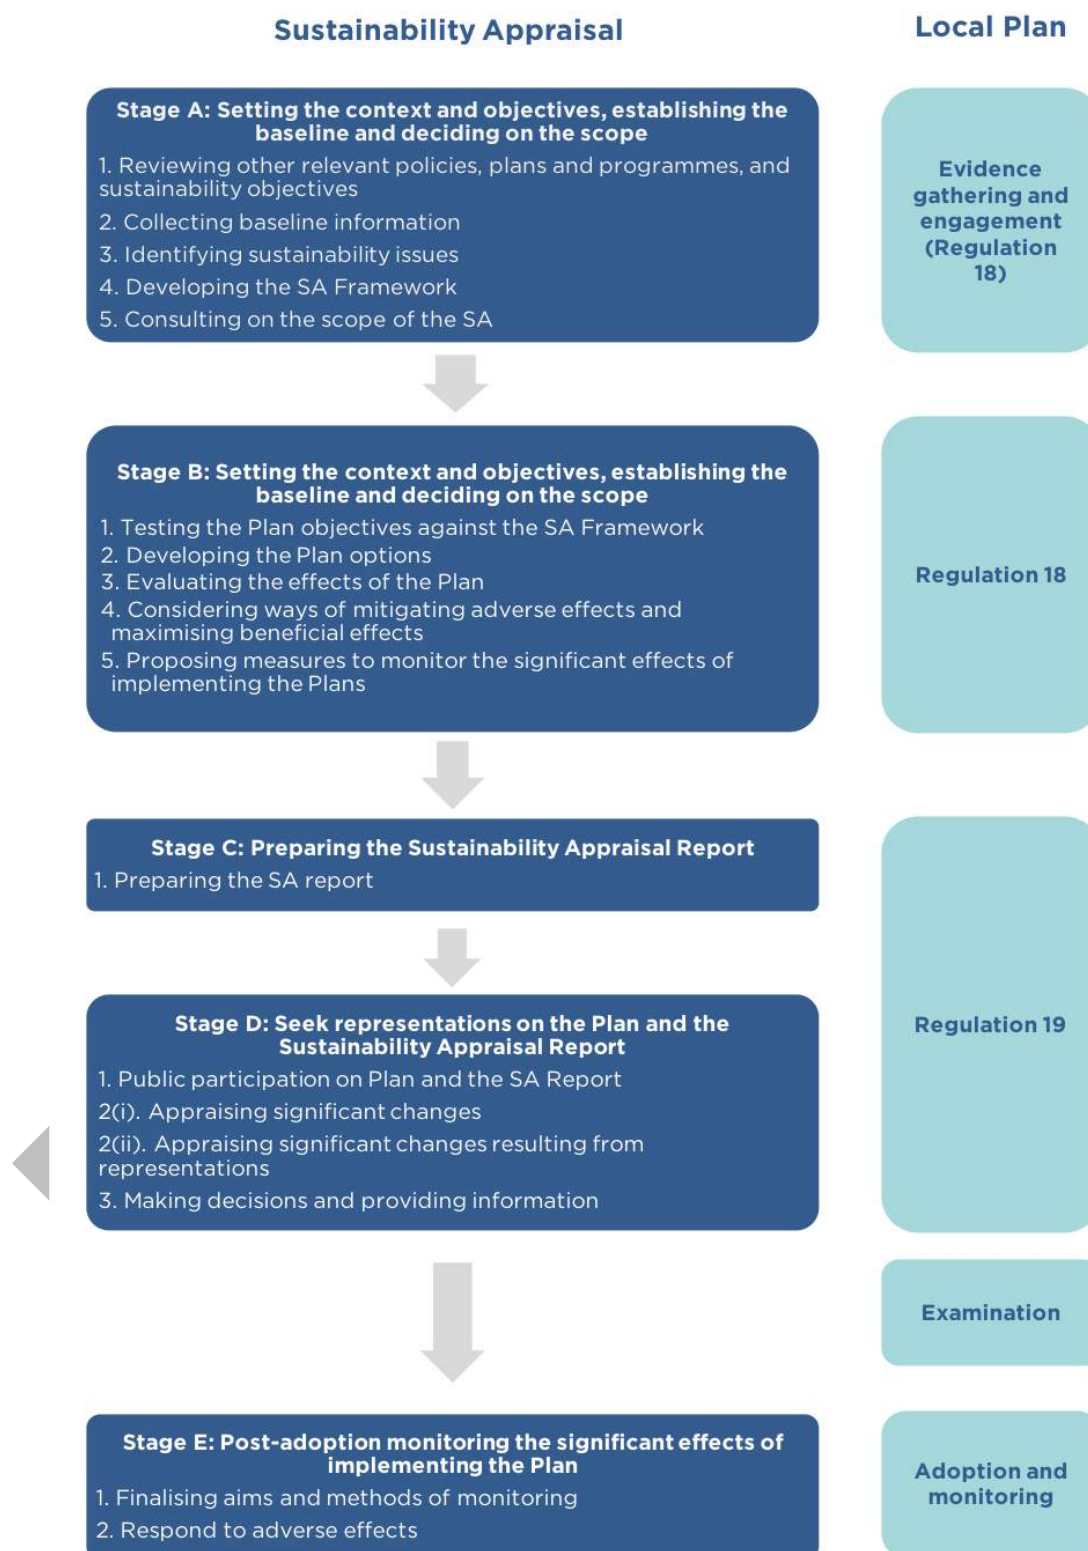 Sustainability Appraisal
Local Plan
Stage A: Setting the context and objectives, establishing the
baseline and deciding on the scope
1. Reviewing other relevant policies, plans and programmes, and
sustainability objectives
2. Collecting baseline information
3. Identifying sustainability issues
4. Developing the SA Framework
5. Consulting on the scope of the SA
Evidence
gathering and
engagement
(Regulation
18)
Stage B: Setting the context and objectives, establishing the
baseline and deciding on the scope
1. Testing the Plan objectives against the SA Framework
2. Developing the Plan options
3. Evaluating the effects of the Plan
4. Considering ways of mitigating adverse effects and
maximising beneficial effects
5. Proposing measures to monitor the significant effects of
implementing the Plans
Regulation 18
Stage C: Preparing the Sustainability Appraisal Report
1. Preparing the SA report
Stage D: Seek representations on the Plan and the
Sustainability Appraisal Report
1. Public participation on Plan and the SA Report
2(i). Appraising significant changes
2(ii). Appraising significant changes resulting from
representations
3. Making decisions and providing information
Regulation 19
Examination
Stage E: Post-adoption monitoring the significant effects of
implementing the Plan
1. Finalising aims and methods of monitoring
2. Respond to adverse effects
Adoption and
monitoring